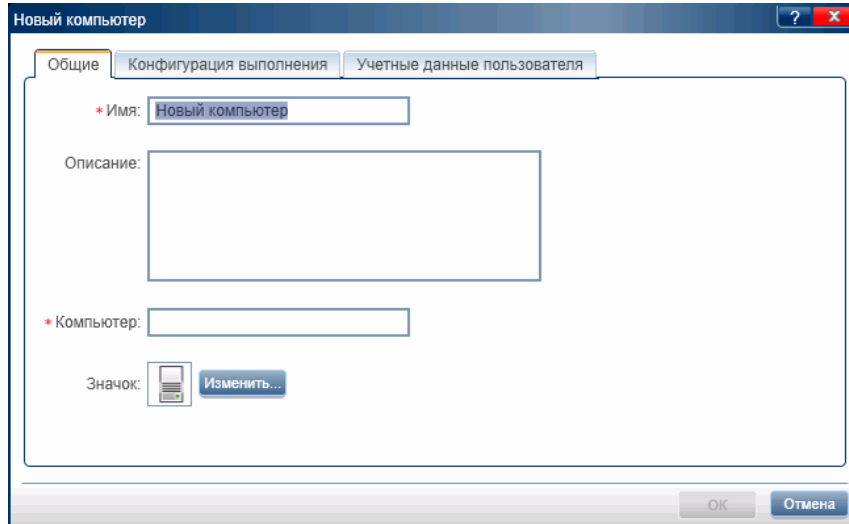 Новый компьютер ?
Общие Конфигурация выполнения Учетные данные пользователя
* Имя: Новый компьютер
Описание:
* Компьютер:
Значок: Изменить...
OK Отмена